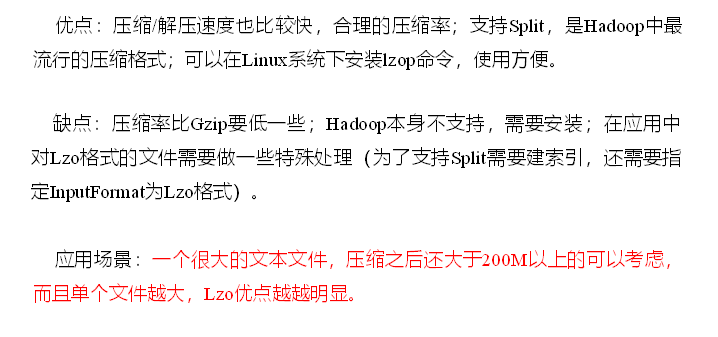 优点：压缩/解压速度也比较快，合理的压缩率；支持Split，是Hadoop中最
流行的压缩格式；可以在Linux系统下安装lzop命令，使用方便。
缺点：压缩率比Gzip要低一些；Hadoop本身不支持，需要安装；在应用中
对Lzo格式的文件需要做一些特殊处理（为了支持Split需要建索引，还需要指
定InputFormat为Lzo格式）。
应用场景：一个很大的文本文件，压缩之后还大于200M以上的可以考虑，
而且单个文件越大，Lzo优点越越明显。